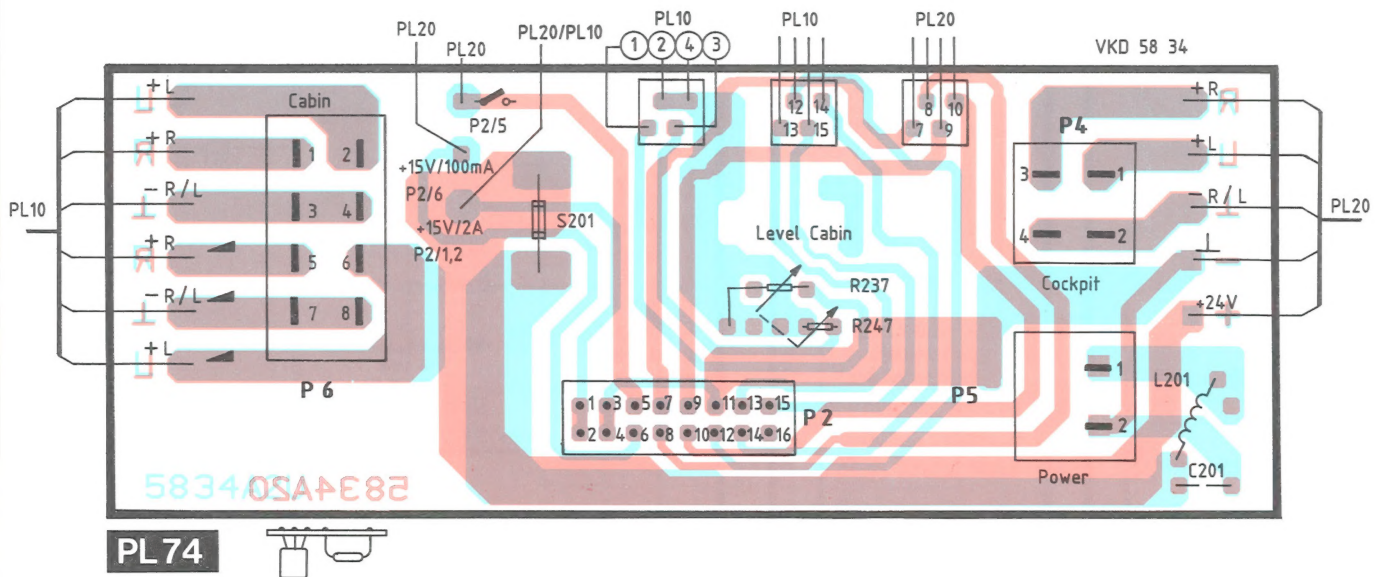 PL10 PL10 PL20
PL20 PL20 PL20/PL10 1 2 4 3 VKD 58 34
+L Cabin +R
P2/5 12 14 8 10 P4
13 15 7 9
+R 1 2 +15V/100mA 3 1 +L
P2/6
-R/L 3 4 +15V/2A S201 Level Cabin 4 2 -R/L
PL10 PL20
P2/1,2
+R 5 6 R237 Cockpit ⊥
-R/L 7 8 R247 +24V
+L
P6 P5 1 L201
1 3 5 7 9 11 13 15 P2
2 4 6 8 10 12 14 16 2
Power C201
5834A20 5834A20
PL74